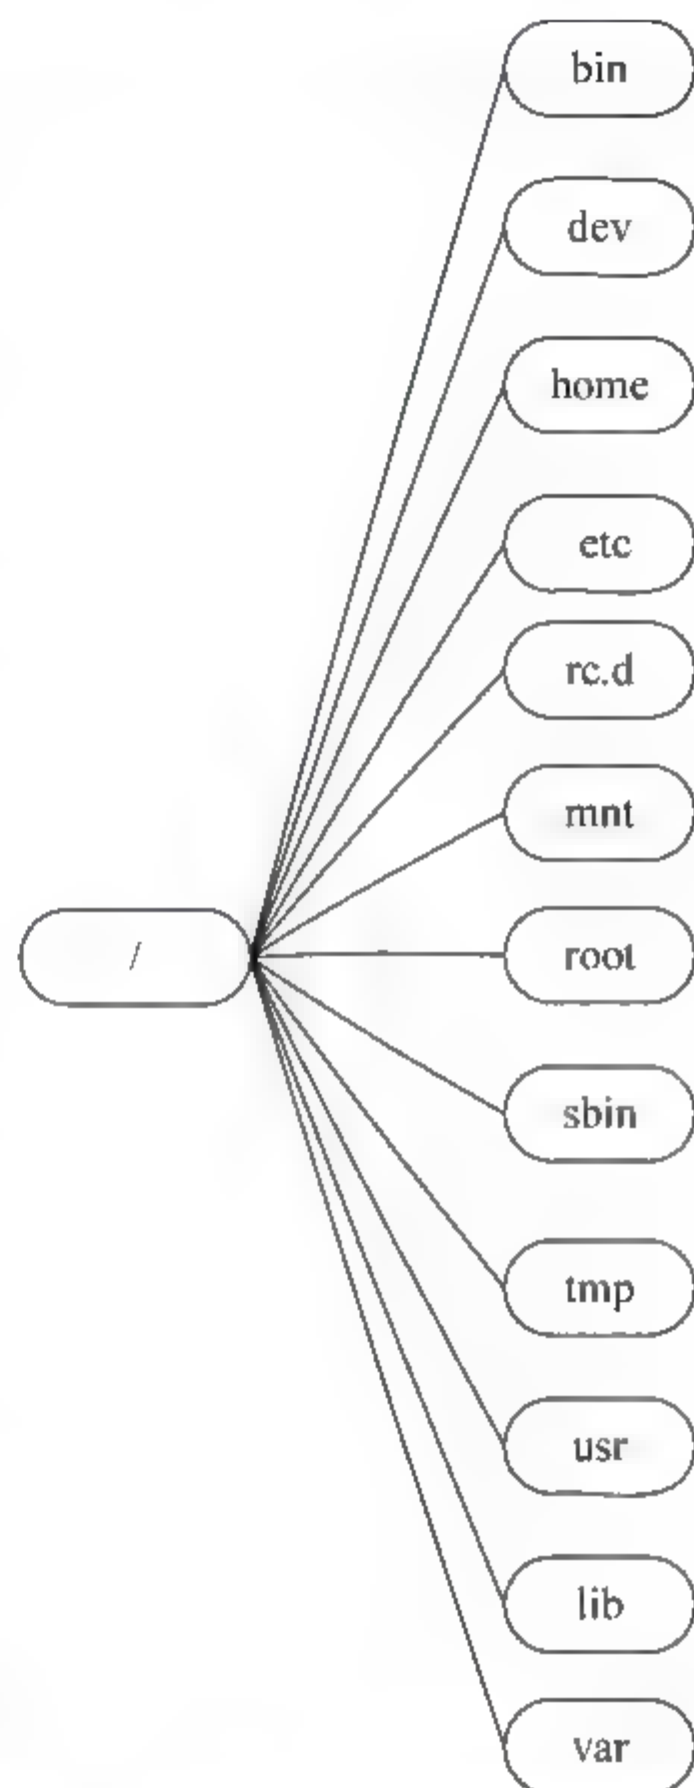 bin
dev
home
etc
rc.d
mnt
/
root
sbin
tmp
usr
lib
var